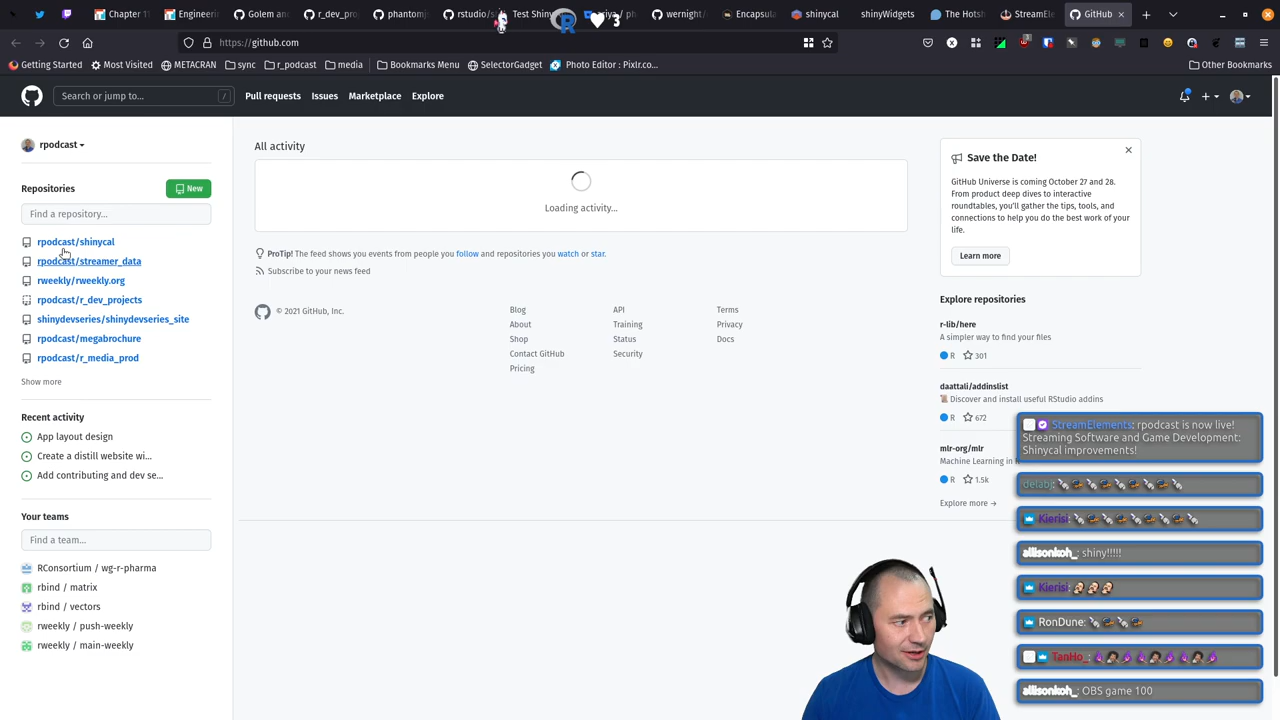 Chapter 1
Engineeri
Golem an
r_dev_pro
phantomj
rstudio/s
Test Shin
wernight/
Encapsula
shinycal
shinyWidgets
The Hotsh
StreamEle
GitHub
3
https://github.com
Getting Started
Most Visited
METACRAN
sync
r_podcast
media
Bookmarks Menu
SelectorGadget
Photo Editor : Pixlr.co...
Other Bookmarks
Search or jump to...
/
Pull requests
Issues
Marketplace
Explore
rpodcast
Repositories
New
Find a repository...
rpodcast/shinycal
rpodcast/streamer_data
rweekly/rweekly.org
rpodcast/r_dev_projects
shinydevseries/shinydevseries_site
rpodcast/megabrochure
rpodcast/r_media_prod
Show more
Recent activity
App layout design
Create a distill website wi...
Add contributing and dev se...
Your teams
Find a team...
RConsortium / wg-r-pharma
rbind / matrix
rbind / vectors
rweekly / push-weekly
rweekly / main-weekly
All activity
Loading activity...
ProTip! The feed shows you events from people you follow and repositories you watch or star.
Subscribe to your news feed
© 2021 GitHub, Inc.
Blog
About
Shop
Contact GitHub
Pricing
API
Training
Status
Security
Terms
Privacy
Docs
Save the Date!
GitHub Universe is coming October 27 and 28.
From product deep dives to interactive
roundtables, you'll gather the tips, tools, and
connections to help you do the best work of your
life.
Learn more
Explore repositories
r-lib/here
A simpler way to find your files
R 301
daattali/addinslist
Discover and install useful RStudio addins
R 672
mlr-org/mlr
Machine Learning in
R 1.5k
Explore more →
StreamElements: rpodcast is now live!
Streaming Software and Game Development:
Shinycal improvements!
delabj:
Kierisi:
allisonkoh_: shiny!!!!!
Kierisi:
RonDune:
TanHo_:
allisonkoh_: OBS game 100